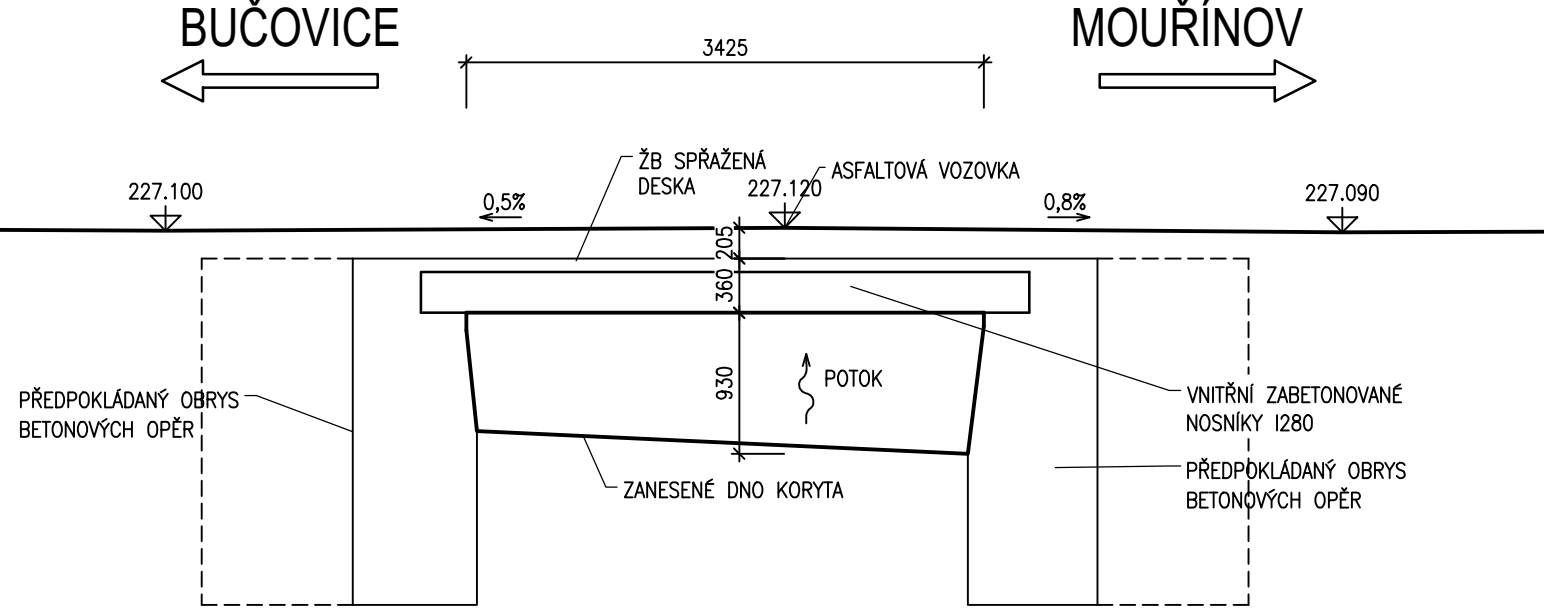 BUČOVICE
MOUŘÍNOV
3425
ŽB SPŘAŽENÁ
DESKA
ASFALTOVÁ VOZOVKA
227.100
0,5%
227.120
0,8%
227.090
205
360
930
POTOK
PŘEDPOKLÁDANÝ OBRYS
BETONOVÝCH OPĚR
VNITŘNÍ ZABETONOVANÉ
NOSNÍKY I280
PŘEDPOKLÁDANÝ OBRYS
BETONOVÝCH OPĚR
ZANESENÉ DNO KORYTA